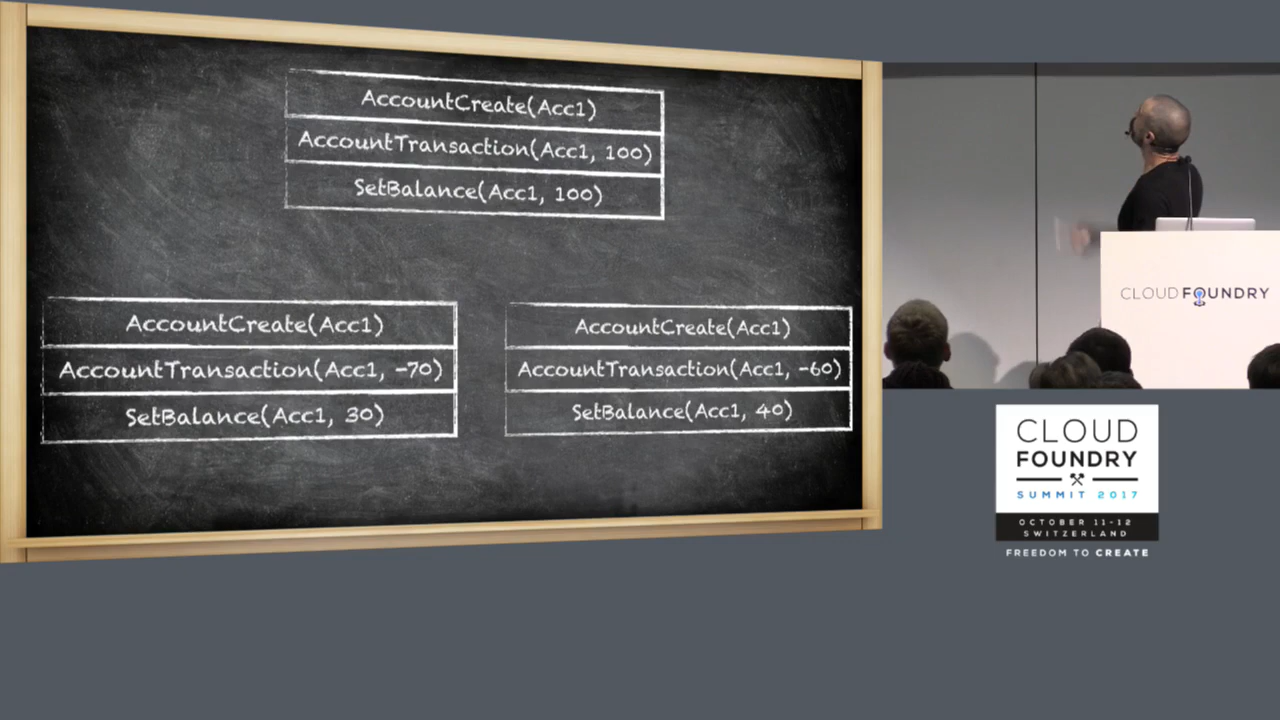 AccountCreate(Acc1)
AccountTransaction(Acc1, 100)
SetBalance(Acc1, 100)
AccountCreate(Acc1)
AccountTransaction(Acc1, -70)
SetBalance(Acc1, 30)
AccountCreate(Acc1)
AccountTransaction(Acc1, -60)
SetBalance(Acc1, 40)
CLOUD FOUNDRY
CLOUD
FOUNDRY
SUMMIT 2017
OCTOBER 11-12
SWITZERLAND
FREEDOM TO CREATE